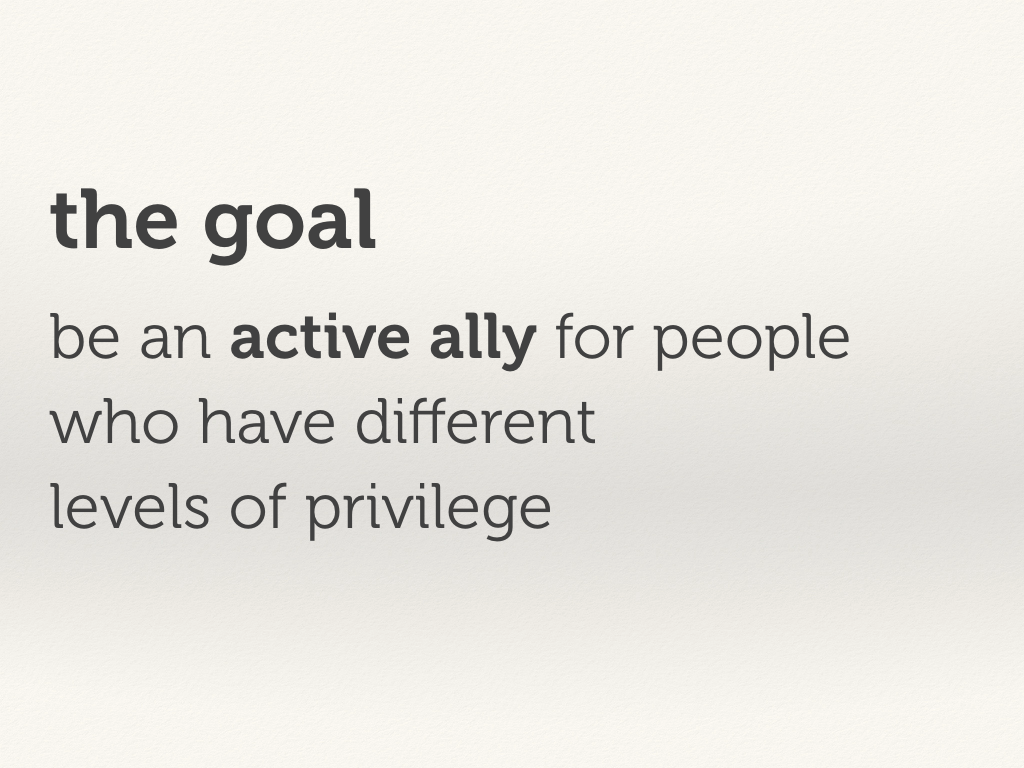 the goal
be an active ally for people
who have different
levels of privilege